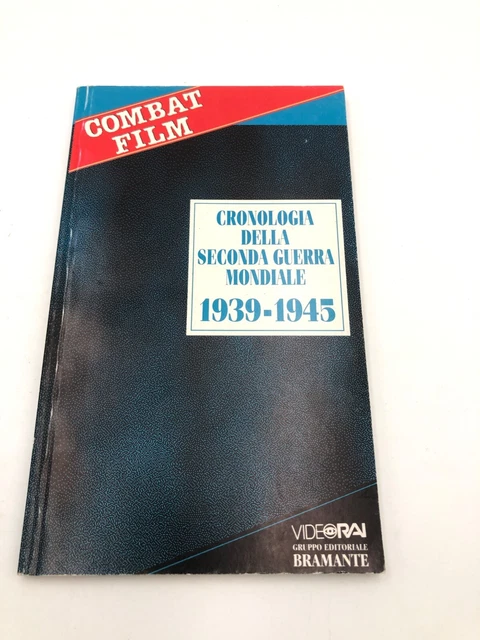 COMBAT
FILM
CRONOLOGIA
DELLA
SECONDA GUERRA
MONDIALE
1939-1945
VIDEORAI
GRUPPO EDITORIALE
BRAMANTE